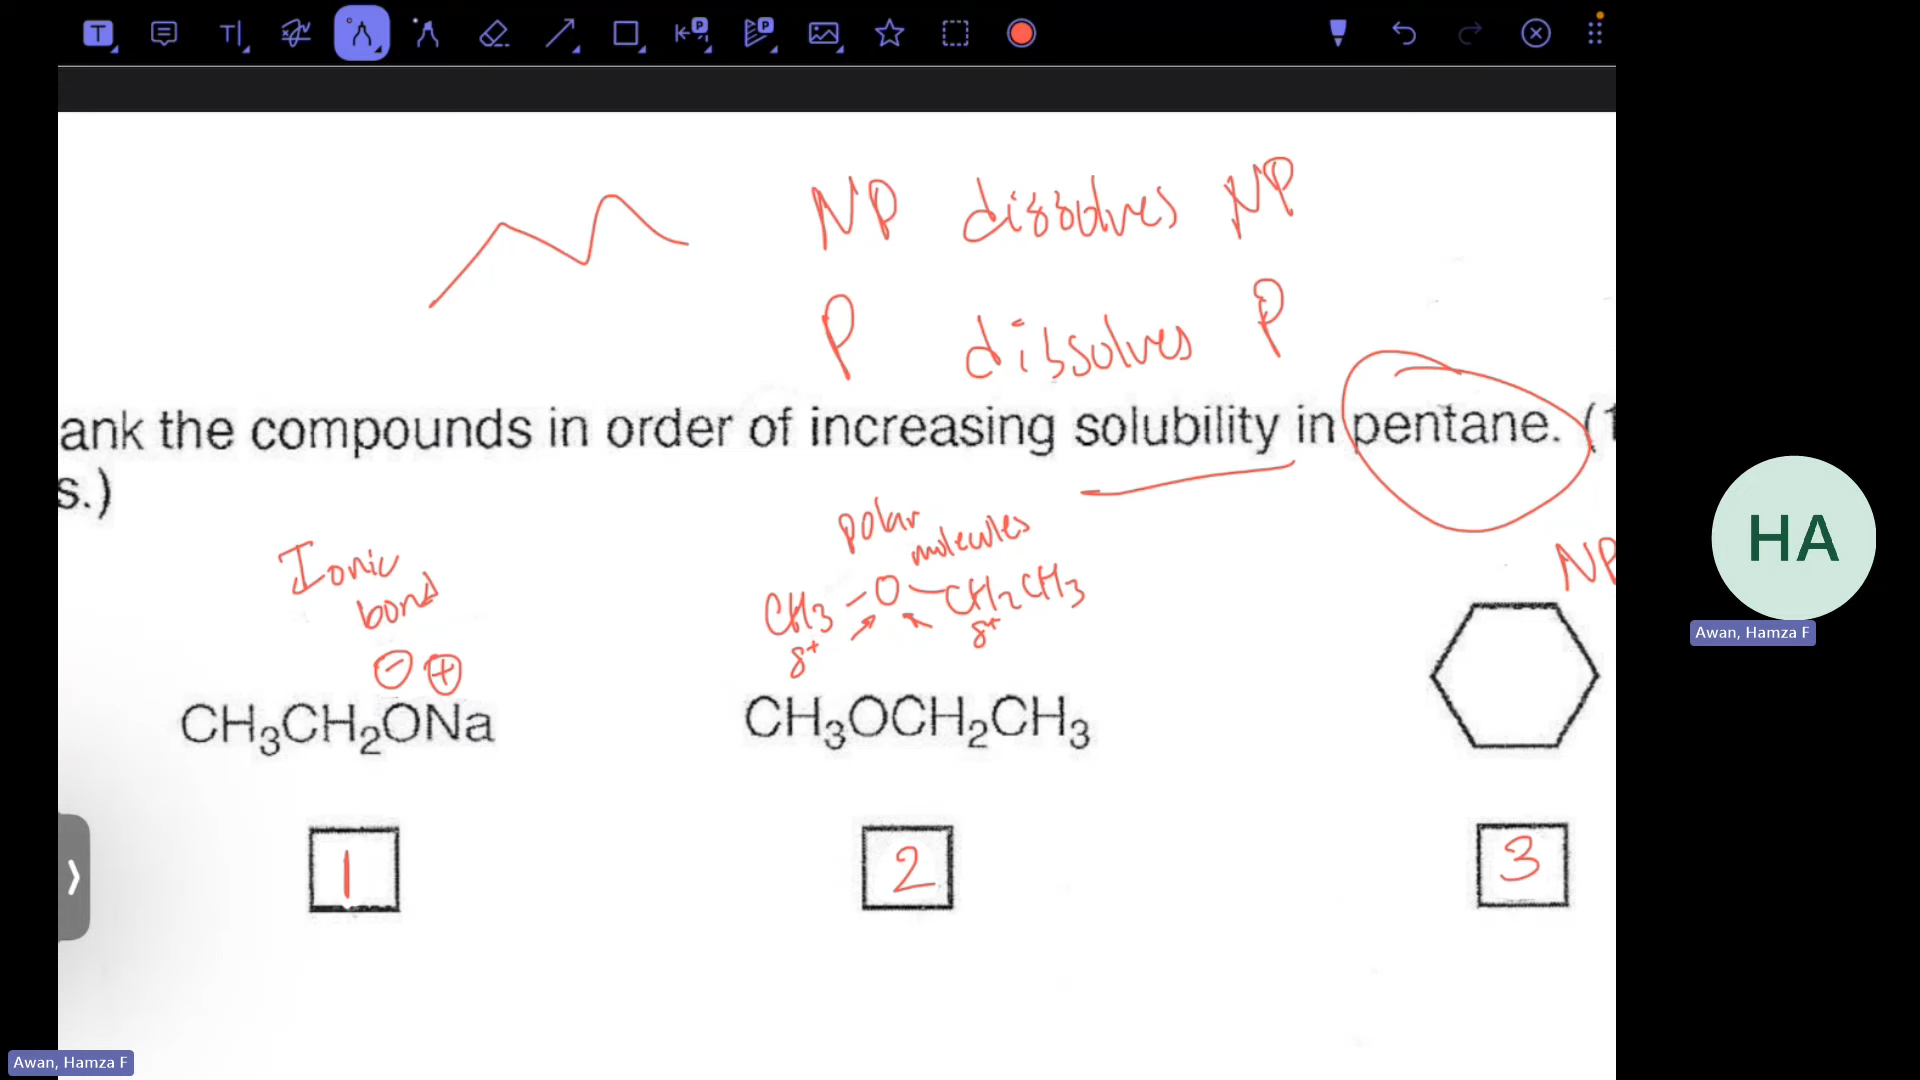 NP dissolves NP
P dissolves P
ank the compounds in order of increasing solubility in pentane. (1
s.)
Ionic
bond
polar
molecules
NP
CH3 – O – CH2CH3
δ+ δ+
⊖ ⊕
CH₃CH₂ONa
CH₃OCH₂CH₃
1
2
3
HA
Awan, Hamza F
Awan, Hamza F